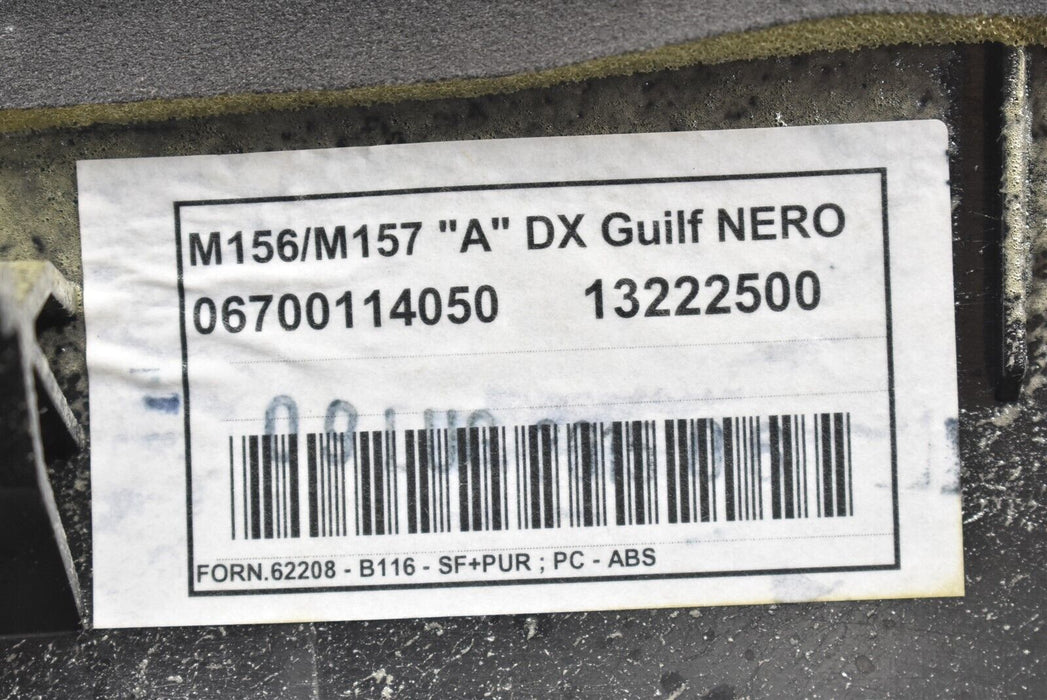 M156/M157 "A" DX Guilf NERO
06700114050 13222500
FORN.62208 - B116 - SF+PUR ; PC - ABS